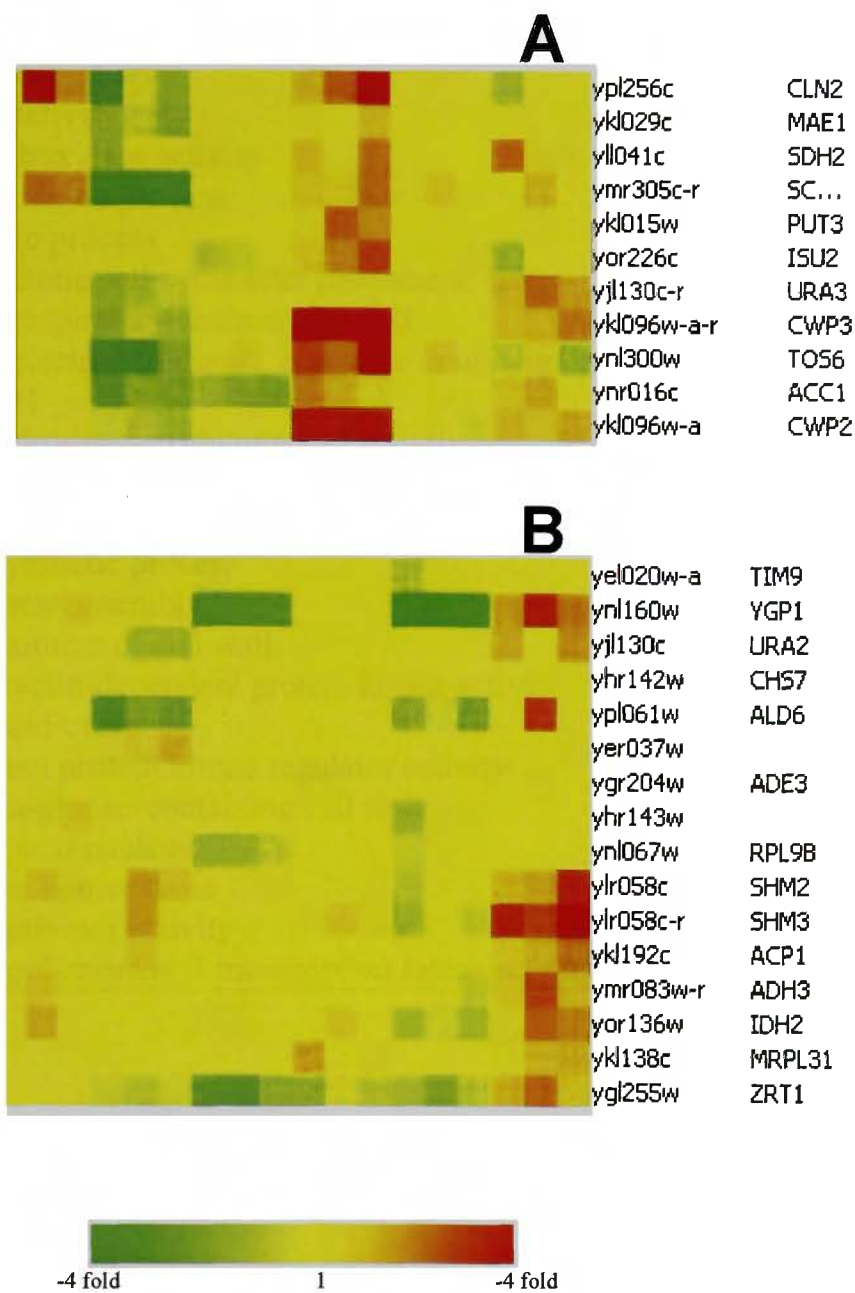 A
ypl256c CLN2
ykl029c MAE1
yll041c SDH2
ymr305c-r SC...
ykl015w PUT3
yor226c ISU2
yjl130c-r URA3
ykl096w-a-r CWP3
ynl300w TOS6
ynr016c ACC1
ykl096w-a CWP2
B
yel020w-a TIM9
ynl160w YGP1
yjl130c URA2
yhr142w CHS7
ypl061w ALD6
yer037w
ygr204w ADE3
yhr143w
ynl067w RPL9B
ylr058c SHM2
ylr058c-r SHM3
ykl192c ACP1
ymr083w-r ADH3
yor136w IDH2
ykl138c MRPL31
ygl255w ZRT1
-4 fold 1 -4 fold